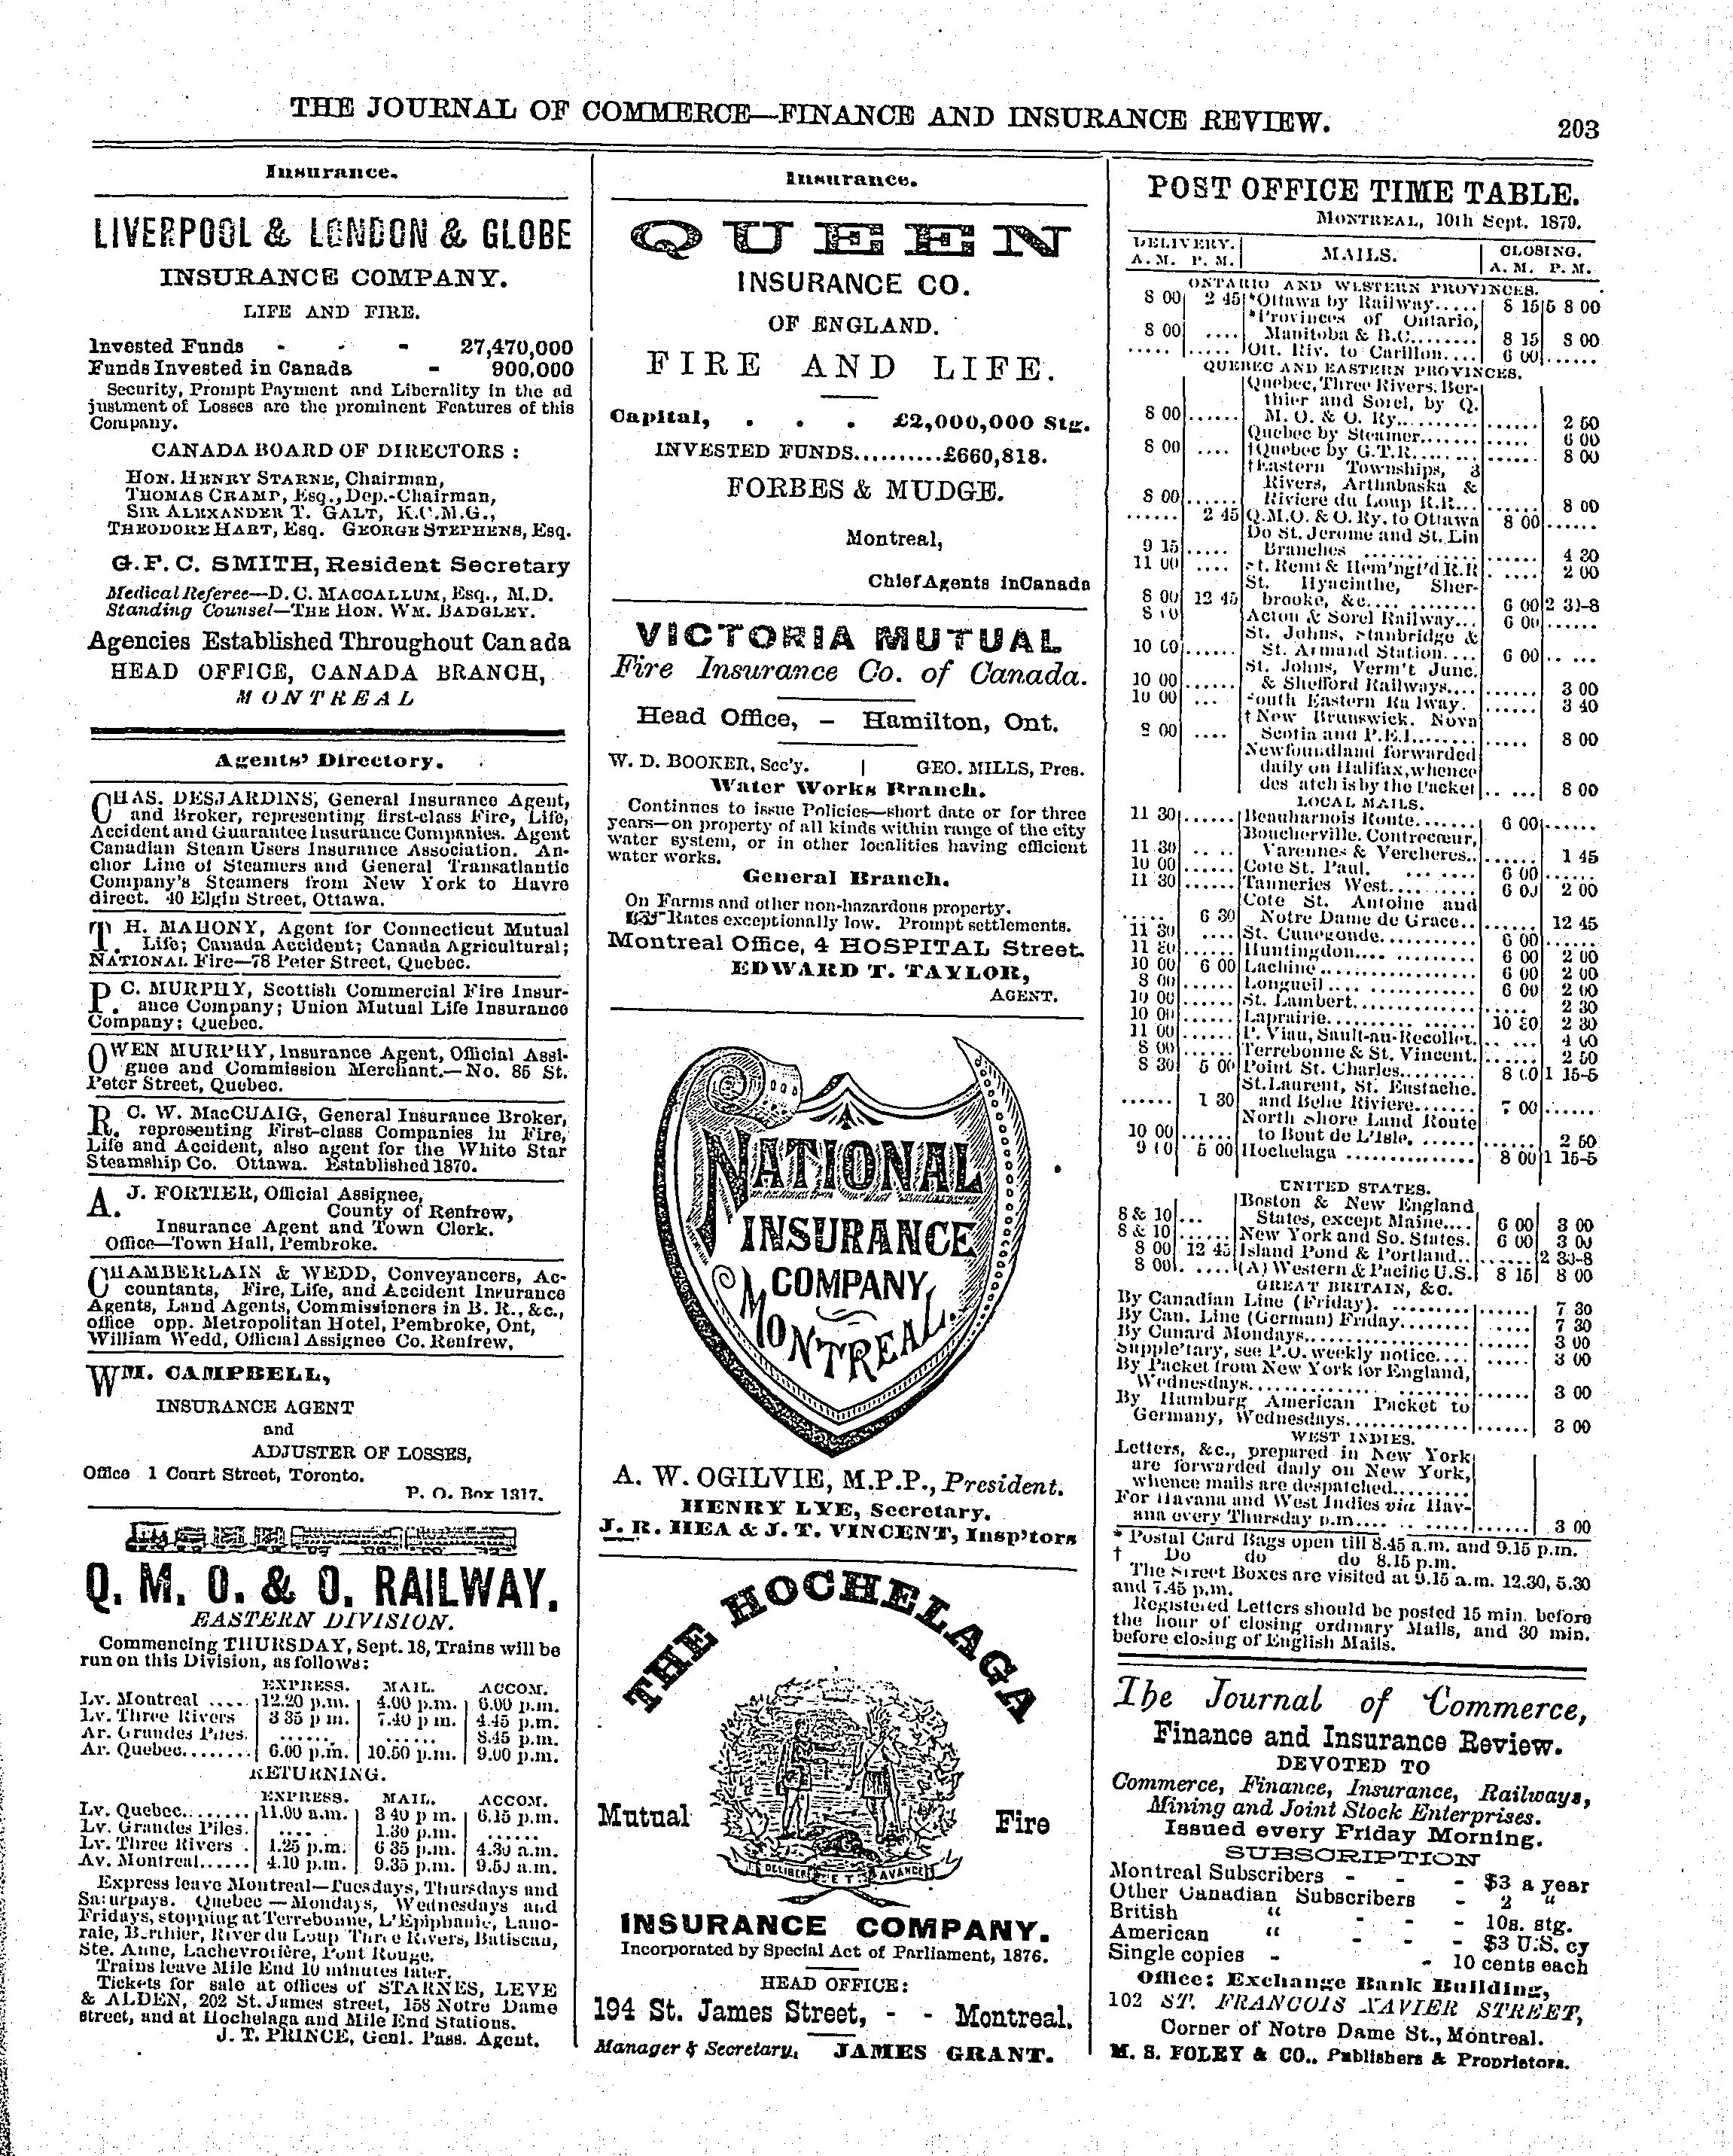 THE JOURNAL OF COMMERCE—FINANCE AND INSURANCE REVIEW.
203
Insurance.
LIVERPOOL & LONDON & GLOBE
INSURANCE COMPANY.
LIFE AND FIRE.
Invested Funds - - - 27,470,000
Funds Invested in Canada - 900,000
Security, Prompt Payment and Liberality in the ad
justment of Losses are the prominent Features of this
Company.
CANADA BOARD OF DIRECTORS :
HON. HENRY STARNE, Chairman,
THOMAS CRAMP, Esq., Dep.-Chairman,
SIR ALEXANDER T. GALT, K.C.M.G.,
THEODORE HART, Esq. GEORGE STEPHENS, Esq.
G. F. C. SMITH, Resident Secretary
Medical Referee—D. C. MACCALLUM, Esq., M.D.
Standing Counsel—THE HON. WM. BADGLEY.
Agencies Established Throughout Canada
HEAD OFFICE, CANADA BRANCH,
MONTREAL
Agents' Directory.
CHAS. DESJARDINS, General Insurance Agent,
and Broker, representing first-class Fire, Life,
Accident and Guarantee Insurance Companies. Agent
Canadian Steam Users Insurance Association. An-
chor Line of Steamers and General Transatlantic
Company's Steamers from New York to Havre
direct. 40 Elgin Street, Ottawa.
T. H. MAHONY, Agent for Connecticut Mutual
Life; Canada Accident; Canada Agricultural;
NATIONAL Fire—78 Peter Street, Quebec.
P. C. MURPHY, Scottish Commercial Fire Insur-
ance Company; Union Mutual Life Insurance
Company; Quebec.
OWEN MURPHY, Insurance Agent, Official Assi-
gnee and Commission Merchant.—No. 85 St.
Peter Street, Quebec.
R. C. W. MacCUAIG, General Insurance Broker,
representing First-class Companies in Fire,
Life and Accident, also agent for the White Star
Steamship Co. Ottawa. Established 1870.
A. J. FORTIER, Official Assignee,
County of Renfrew,
Insurance Agent and Town Clerk.
Office—Town Hall, Pembroke.
CHAMBERLAIN & WEDD, Conveyancers, Ac-
countants, Fire, Life, and Accident Insurance
Agents, Land Agents, Commissioners in B. R., &c.,
office opp. Metropolitan Hotel, Pembroke, Ont,
William Wedd, Official Assignee Co. Renfrew,
WM. CAMPBELL,
INSURANCE AGENT
and
ADJUSTER OF LOSSES,
Office 1 Court Street, Toronto.
P. O. Box 1317.
Q. M. O. & O. RAILWAY.
EASTERN DIVISION.
Commencing THURSDAY, Sept. 18, Trains will be
run on this Division, as follows:
EXPRESS. MAIL. ACCOM.
Lv. Montreal .... 12.20 p.m. 4.00 p.m. 6.00 p.m.
Lv. Three Rivers 3 35 p m. 7.40 p m. 4.45 p.m.
Ar. Grandes Piles. ...... ...... 8.45 p.m.
Ar. Quebec........ 6.00 p.m. 10.50 p.m. 9.00 p.m.
RETURNING.
EXPRESS. MAIL. ACCOM.
Lv. Quebec....... 11.00 a.m. 3 40 p m. 6.15 p.m.
Lv. Grandes Piles. .... 1.30 p.m. ......
Lv. Three Rivers . 1.25 p.m. 6 35 p.m. 4.30 a.m.
Av. Montreal...... 4.10 p.m. 9.35 p.m. 9.50 a.m.
Express leave Montreal—Tuesdays, Thursdays and
Saturpays. Quebec — Mondays, Wednesdays and
Fridays, stopping at Terrebonne, L'Epiphanie, Lano-
raie, Berthier, River du Loup Three Rivers, Batiscan,
Ste. Anne, Lachevrotière, Pont Rouge.
Trains leave Mile End 10 minutes later.
Tickets for sale at offices of STARNES, LEVE
& ALDEN, 202 St. James street, 158 Notre Dame
street, and at Hochelaga and Mile End Stations.
J. T. PRINCE, Genl. Pass. Agent.
Insurance.
QUEEN
INSURANCE CO.
OF ENGLAND.
FIRE AND LIFE.
Capital, . . . £2,000,000 Stg.
INVESTED FUNDS..........£660,818.
FORBES & MUDGE.
Montreal,
Chief Agents in Canada
VICTORIA MUTUAL
Fire Insurance Co. of Canada.
Head Office, - Hamilton, Ont.
W. D. BOOKER, Sec'y. | GEO. MILLS, Pres.
Water Works Branch.
Continues to issue Policies—short date or for three
years—on property of all kinds within range of the city
water system, or in other localities having efficient
water works.
General Branch.
On Farms and other non-hazardous property.
Rates exceptionally low. Prompt settlements.
Montreal Office, 4 HOSPITAL Street.
EDWARD T. TAYLOR,
AGENT.
NATIONAL
INSURANCE
COMPANY,
MONTREAL.
A. W. OGILVIE, M.P.P., President.
HENRY LYE, Secretary.
J. R. HEA & J. T. VINCENT, Insp'tors
THE HOCHELAGA
Mutual Fire
INSURANCE COMPANY.
Incorporated by Special Act of Parliament, 1876.
HEAD OFFICE:
194 St. James Street, - - Montreal.
Manager & Secretary, JAMES GRANT.
POST OFFICE TIME TABLE.
MONTREAL, 10th Sept. 1879.
DELIVERY. MAILS. CLOSING.
A. M. P. M. A. M. P. M.
ONTARIO AND WESTERN PROVINCES.
8 00 2 45 *Ottawa by Railway..... 8 15 5 8 00
*Provinces of Ontario,
8 00 .... Manitoba & B.C........ 8 15 8 00
..... ..... Ott. Riv. to Carillon.... 6 00 ......
QUEBEC AND EASTERN PROVINCES.
Quebec, Three Rivers. Ber-
thier and Sorel, by Q.
8 00 ...... M. O. & O. Ry.......... ...... 2 50
Quebec by Steamer....... ...... 6 00
8 00 .... †Quebec by G.T.R........ ...... 8 00
†Eastern Townships, 3
Rivers, Arthabaska &
8 00 ...... Riviere du Loup R.R... ...... 8 00
...... 2 45 Q.M.O. & O. Ry. to Ottawa 8 00 ......
Do St. Jerome and St. Lin
9 15 ..... Branches ....... ...... 4 30
11 00 .... St. Remi & Hem'ngf'd R.R ..... 2 00
St. Hyacinthe, Sher-
8 00 12 45 brooke, &c.... ........ 6 00 2 30-8
8 00 Acton & Sorel Railway... 6 00 ......
St. Johns, Stanbridge &
10 00 ...... St. Armand Station.... 6 00 .....
St. Johns, Verm't Junc.
10 00 ...... & Shefford Railways.... ...... 3 00
10 00 ... South Eastern Railway. ...... 3 40
†New Brunswick. Nova
8 00 .... Scotia and P.E.I........ ..... 8 00
Newfoundland forwarded
daily on Halifax, whence
des atch is by the Packet ..... 8 00
LOCAL MAILS.
11 30 ...... Beauharnois Route....... 6 00 ......
Boucherville. Contrecœur,
11 30 .... Varennes & Vercheres.. ...... 1 45
10 00 ...... Cote St. Paul. ... .... 6 00 ......
11 30 ...... Tanneries West.......... 6 00 2 00
Cote St. Antoine and
..... 6 30 Notre Dame de Grace.. ...... 12 45
11 30 .... St. Cunegonde........... 6 00 ......
11 30 ...... Huntingdon.... ........ 6 00 2 00
10 00 6 00 Lachine................. 6 00 2 00
8 00 ...... Longueil ............... 6 00 2 00
10 00 ...... St. Lambert............. 2 30
10 00 ...... Laprairie............... 10 30 2 30
11 00 ...... P. Viau, Sault-au-Recollet. ..... 4 00
8 00 ...... Terrebonne & St. Vincent. ...... 2 50
8 30 5 00 Point St. Charles......... 8 00 1 15-5
St. Laurent, St. Eustache.
...... 1 30 and Belle Riviere....... 7 00 ......
North Shore Land Route
10 00 ...... to Bout de L'Isle, ...... ...... 2 50
9 00 5 00 Hochelaga .............. 8 00 1 15-5
UNITED STATES.
Boston & New England
8 & 10 ... States, except Maine.... 6 00 3 00
8 & 10 ...... New York and So. States. 6 00 3 00
8 00 12 45 Island Pond & Portland.. ...... 2 30-8
8 00 ..... (A) Western & Pacific U.S. 8 15 8 00
GREAT BRITAIN, &c.
By Canadian Line (Friday). ......... ...... 7 30
By Can. Line (German) Friday........ ..... 7 30
By Cunard Mondays.................. ...... 3 00
Supple'tary, see P.O. weekly notice.... ..... 3 00
By Packet from New York for England,
Wednesdays...................... ...... 3 00
By Hamburg American Packet to
Germany, Wednesdays.............. ...... 3 00
WEST INDIES.
Letters, &c., prepared in New York
are forwarded daily on New York,
whence mails are despatched.........
For Havana and West Indies via Hav-
ana every Thursday p.m.... ...... ...... 3 00
* Postal Card Bags open till 8.45 a.m. and 9.15 p.m.
† Do do do 8.15 p.m.
The Street Boxes are visited at 9.15 a.m. 12.30, 5.30
and 7.45 p.m.
Registered Letters should be posted 15 min. before
the hour of closing ordinary Mails, and 30 min.
before closing of English Mails.
The Journal of Commerce,
Finance and Insurance Review.
DEVOTED TO
Commerce, Finance, Insurance, Railways,
Mining and Joint Stock Enterprises.
Issued every Friday Morning.
SUBSCRIPTION
Montreal Subscribers - - - $3 a year
Other Canadian Subscribers - 2 "
British " - - - 10s. stg.
American " - - - $3 U.S. cy
Single copies - - 10 cents each
Office: Exchange Bank Building,
102 ST. FRANCOIS XAVIER STREET,
Corner of Notre Dame St., Montreal.
M. S. FOLEY & CO., Publishers & Proprietors.